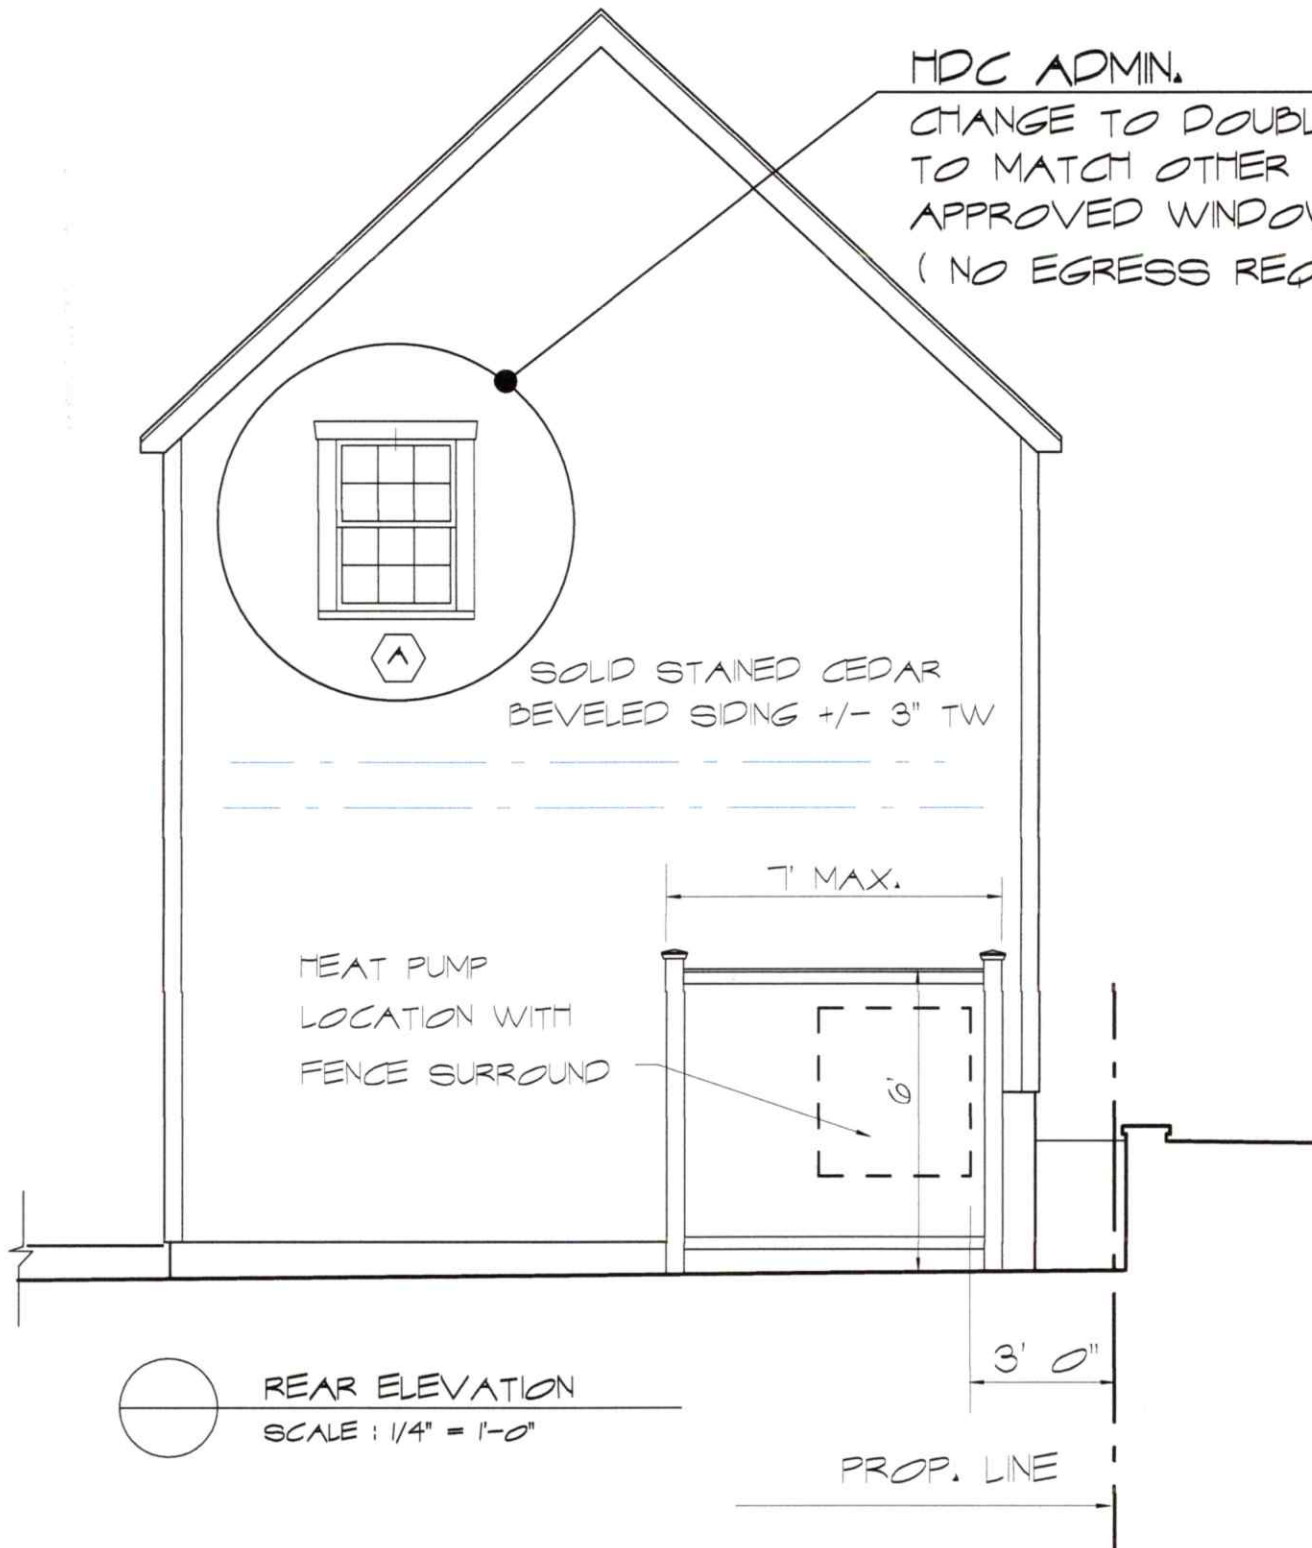 HDC ADMIN.
CHANGE TO DOUBL
TO MATCH OTHER
APPROVED WINDOW
( NO EGRESS REQ
A
SOLID STAINED CEDAR
BEVELED SIDING +/- 3" TW
7' MAX.
HEAT PUMP
LOCATION WITH
FENCE SURROUND
6'
3' 0"
REAR ELEVATION
SCALE : 1/4" = 1'-0"
PROP. LINE